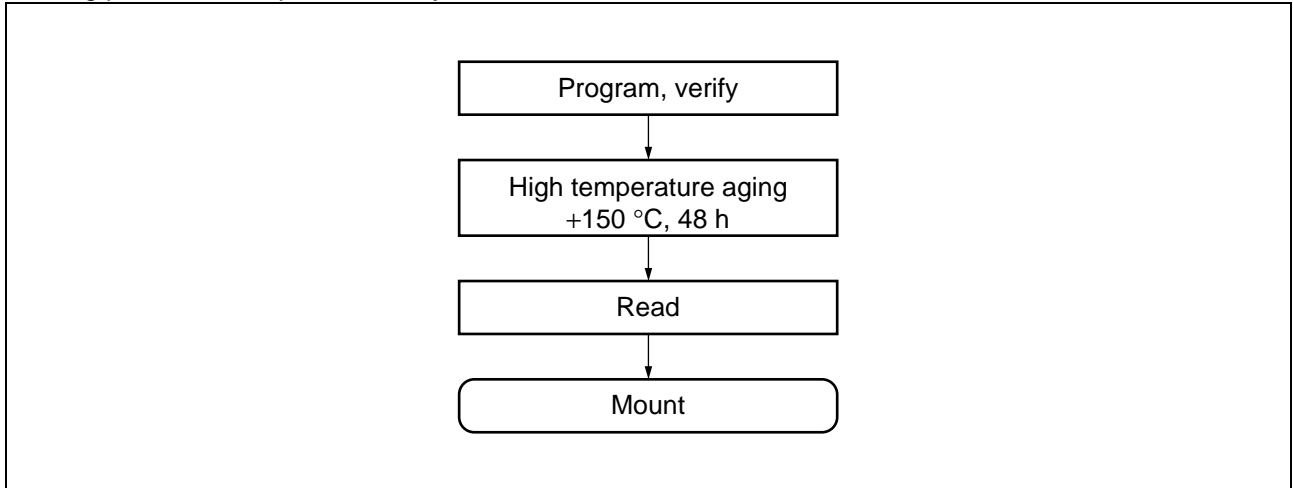 Program, verify
High temperature aging
+150 °C, 48 h
Read
Mount